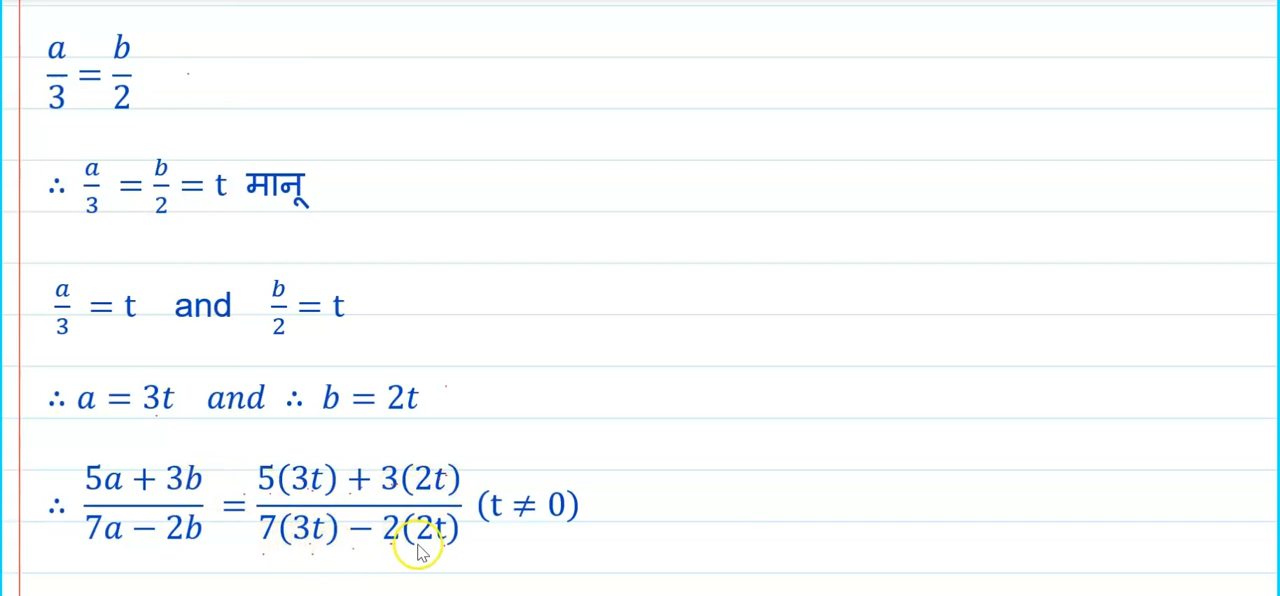 a/3 = b/2
∴ a/3 = b/2 = t मानू
a/3 = t and b/2 = t
∴ a = 3t and ∴ b = 2t
∴ (5a + 3b)/(7a − 2b) = (5(3t) + 3(2t))/(7(3t) − 2(2t)) (t ≠ 0)